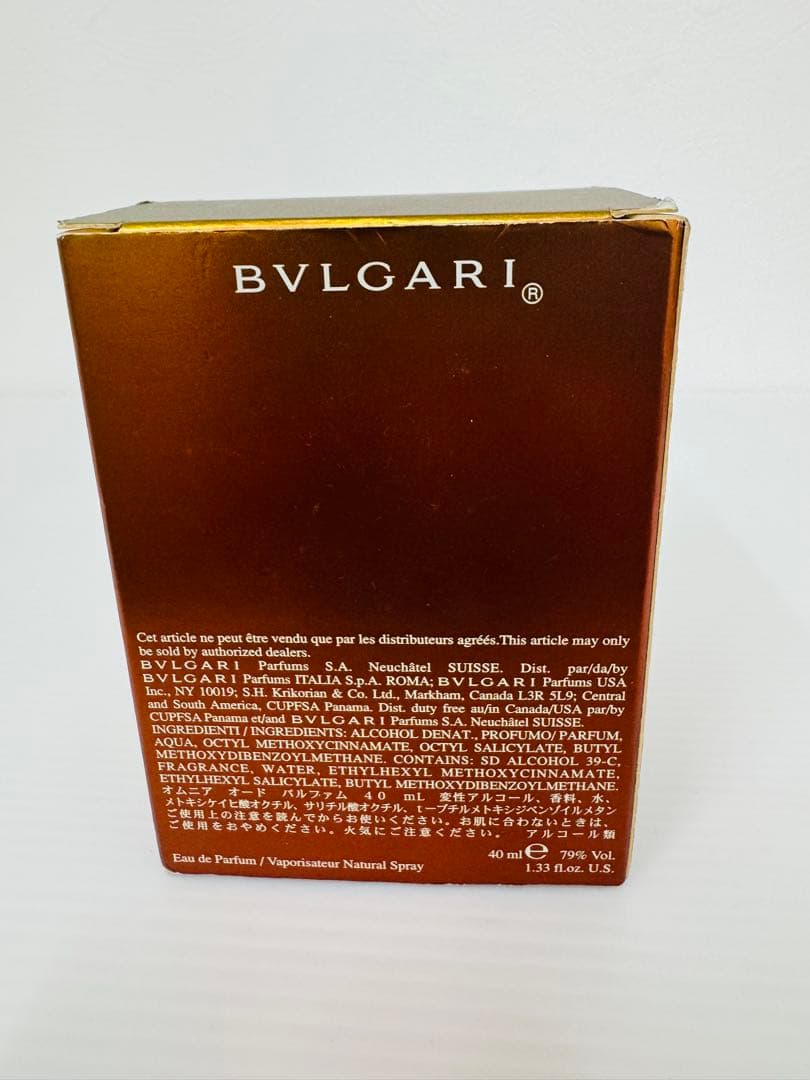 BVLGARI®
Cet article ne peut être vendu que par les distributeurs agréés.This article may only
be sold by authorized dealers.
BVLGARI Parfums S.A. Neuchâtel SUISSE. Dist. par/da/by
BVLGARI Parfums ITALIA S.p.A. ROMA; BVLGARI Parfums USA
Inc., NY 10019; S.H. Krikorian & Co. Ltd., Markham, Canada L3R 5L9; Central
and South America, CUPFSA Panama. Dist. duty free au/in Canada/USA par/by
CUPFSA Panama et/and BVLGARI Parfums S.A. Neuchâtel SUISSE.
INGREDIENTI / INGREDIENTS: ALCOHOL DENAT., PROFUMO/ PARFUM,
AQUA, OCTYL METHOXYCINNAMATE, OCTYL SALICYLATE, BUTYL
METHOXYDIBENZOYLMETHANE. CONTAINS: SD ALCOHOL 39-C,
FRAGRANCE, WATER, ETHYLHEXYL METHOXYCINNAMATE,
ETHYLHEXYL SALICYLATE, BUTYL METHOXYDIBENZOYLMETHANE.
オムニア オード パルファム 40 mL 変性アルコール、香料、水、
メトキシケイヒ酸オクチル、サリチル酸オクチル、t-ブチルメトキシジベンゾイルメタン
ご使用上の注意を読んでからお使いください。お肌に合わないときは、
ご使用をおやめください。火気にご注意ください。 アルコール類
Eau de Parfum / Vaporisateur Natural Spray
40 ml ℮ 79% Vol.
1.33 fl.oz. U.S.